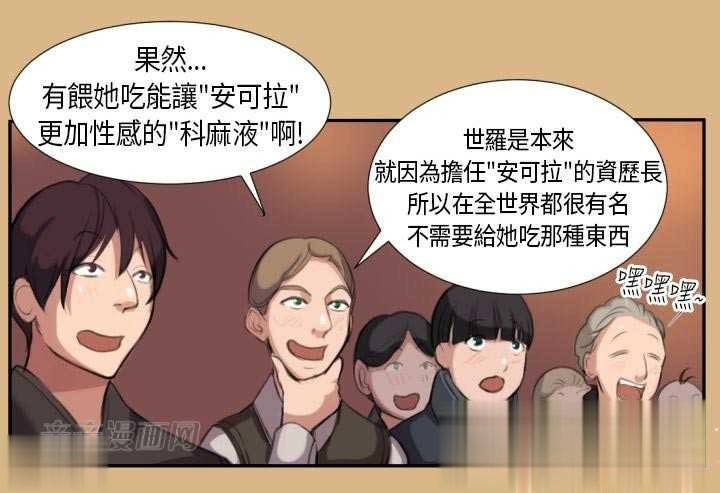 果然...
有餵她吃能讓"安可拉"
更加性感的"科麻液"啊!
世羅是本來
就因為擔任"安可拉"的資歷長
所以在全世界都很有名
不需要給她吃那種東西
嘿嘿嘿~
漫画网